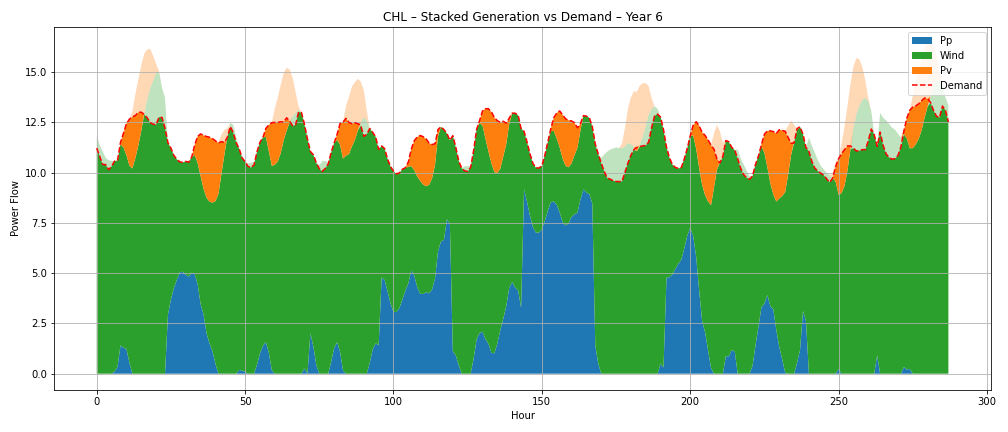 CHL – Stacked Generation vs Demand – Year 6
Pp
Wind
Pv
Demand
Power Flow
15.0
12.5
10.0
7.5
5.0
2.5
0.0
0 50 100 150 200 250 300
Hour